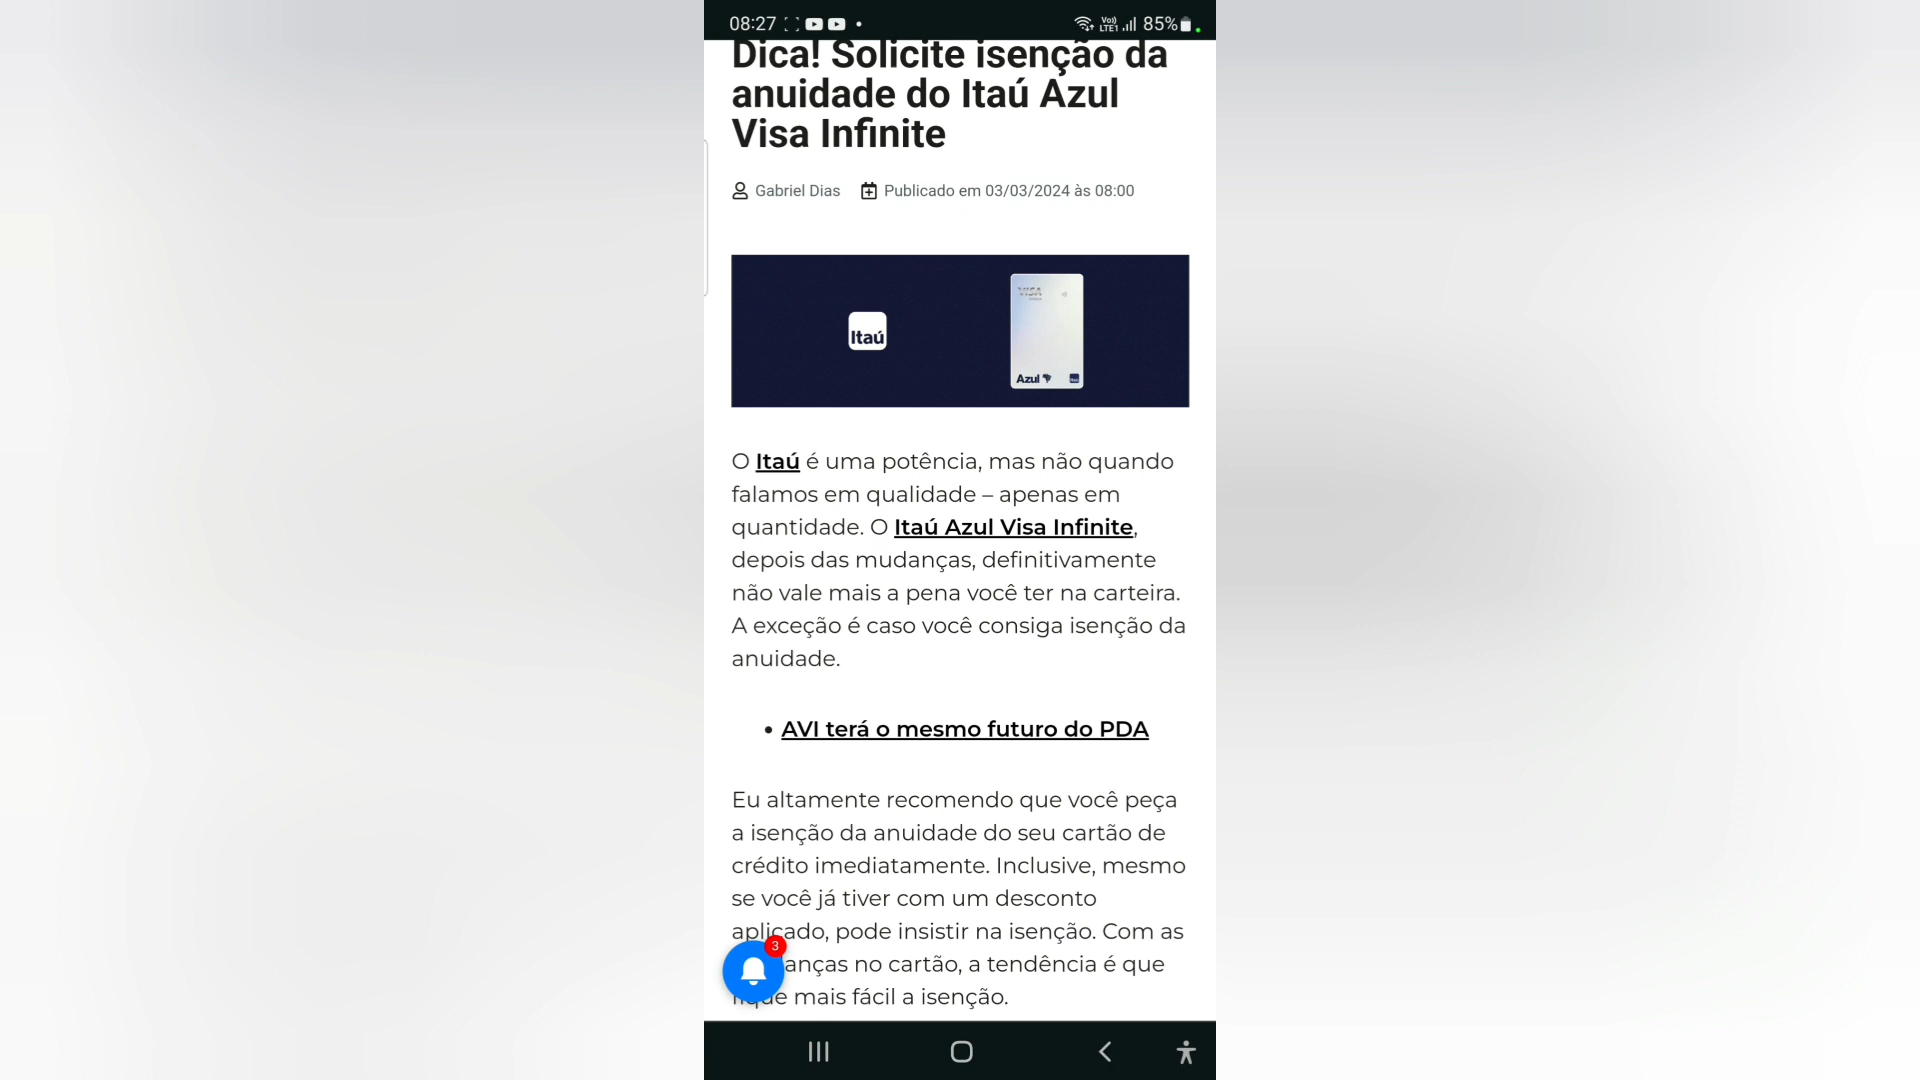 08:27
Vo))
LTE1
85%
Dica! Solicite isenção da
anuidade do Itaú Azul
Visa Infinite
Gabriel Dias
Publicado em 03/03/2024 às 08:00
VISA
Itaú
Azul
O Itaú é uma potência, mas não quando
falamos em qualidade – apenas em
quantidade. O Itaú Azul Visa Infinite,
depois das mudanças, definitivamente
não vale mais a pena você ter na carteira.
A exceção é caso você consiga isenção da
anuidade.
• AVI terá o mesmo futuro do PDA
Eu altamente recomendo que você peça
a isenção da anuidade do seu cartão de
crédito imediatamente. Inclusive, mesmo
se você já tiver com um desconto
aplicado, pode insistir na isenção. Com as
3
anças no cartão, a tendência é que
fique mais fácil a isenção.